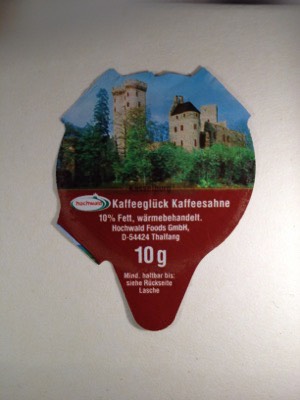 hochwald
Kaffeeglück Kaffeesahne
10% Fett, wärmebehandelt.
Hochwald Foods GmbH,
D-54424 Thalfang
10 g
Mind. haltbar bis:
siehe Rückseite
Lasche